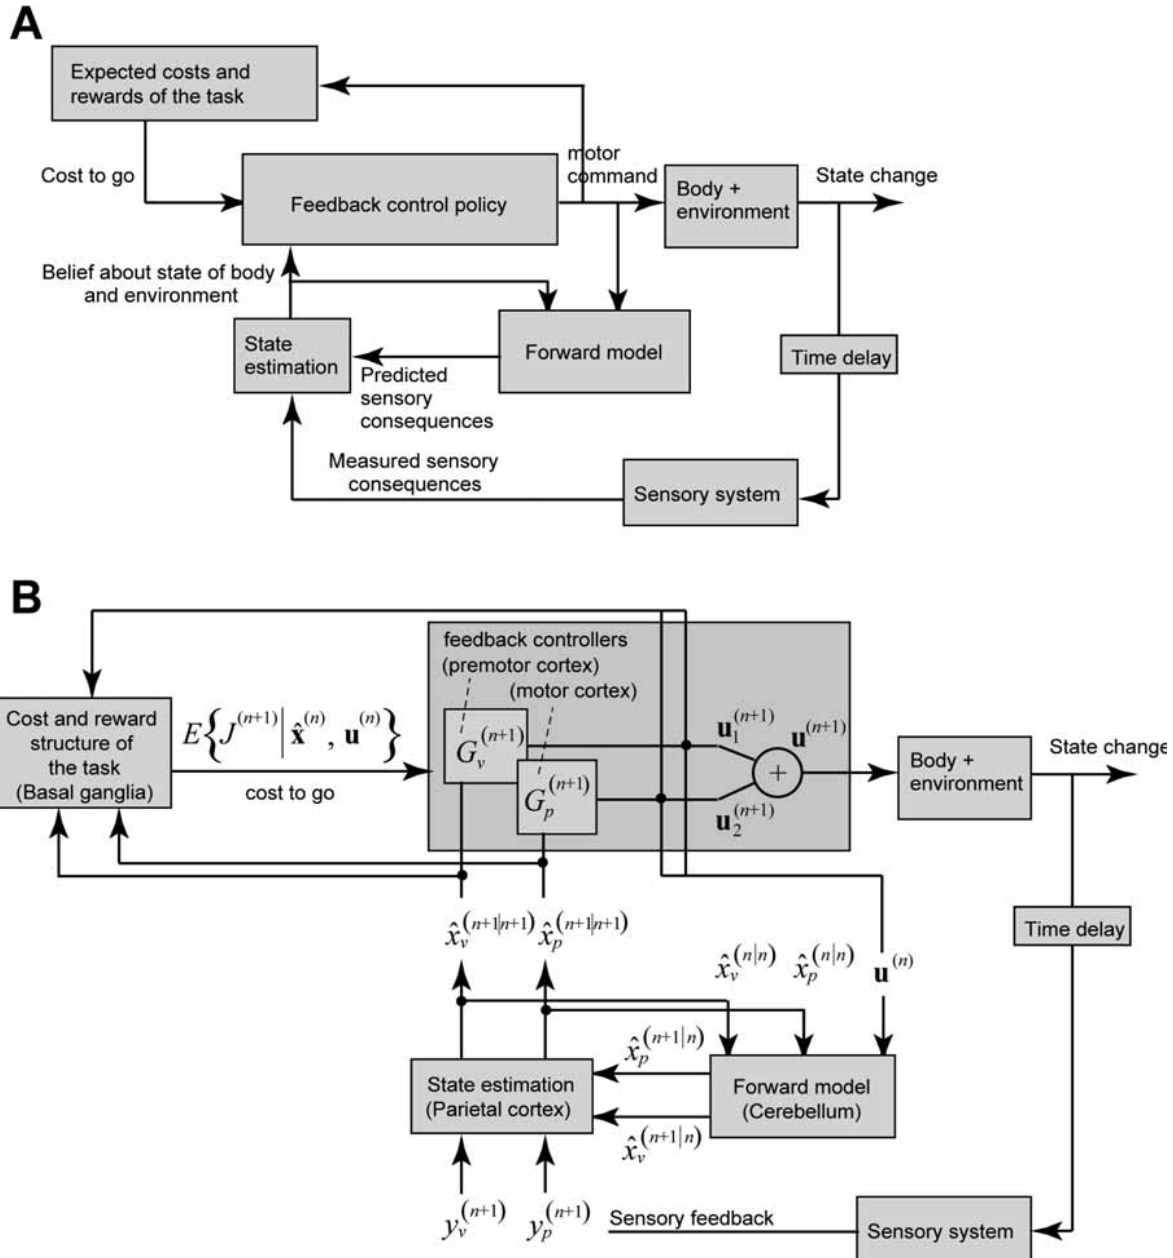 A
Expected costs and
rewards of the task
Cost to go
motor
command
Feedback control policy
Body +
environment
State change
Belief about state of body
and environment
State
estimation
Forward model
Time delay
Predicted
sensory
consequences
Measured sensory
consequences
Sensory system
B
feedback controllers
(premotor cortex)
(motor cortex)
Cost and reward
structure of
the task
(Basal ganglia)
E{J^(n+1)| x̂^(n), u^(n)}
cost to go
G_v^(n+1)
G_p^(n+1)
u_1^(n+1)
u^(n+1)
+
u_2^(n+1)
Body +
environment
State change
x̂_v^(n+1|n+1) x̂_p^(n+1|n+1)
x̂_v^(n|n) x̂_p^(n|n) u^(n)
Time delay
x̂_p^(n+1|n)
State estimation
(Parietal cortex)
Forward model
(Cerebellum)
x̂_v^(n+1|n)
y_v^(n+1) y_p^(n+1)
Sensory feedback
Sensory system